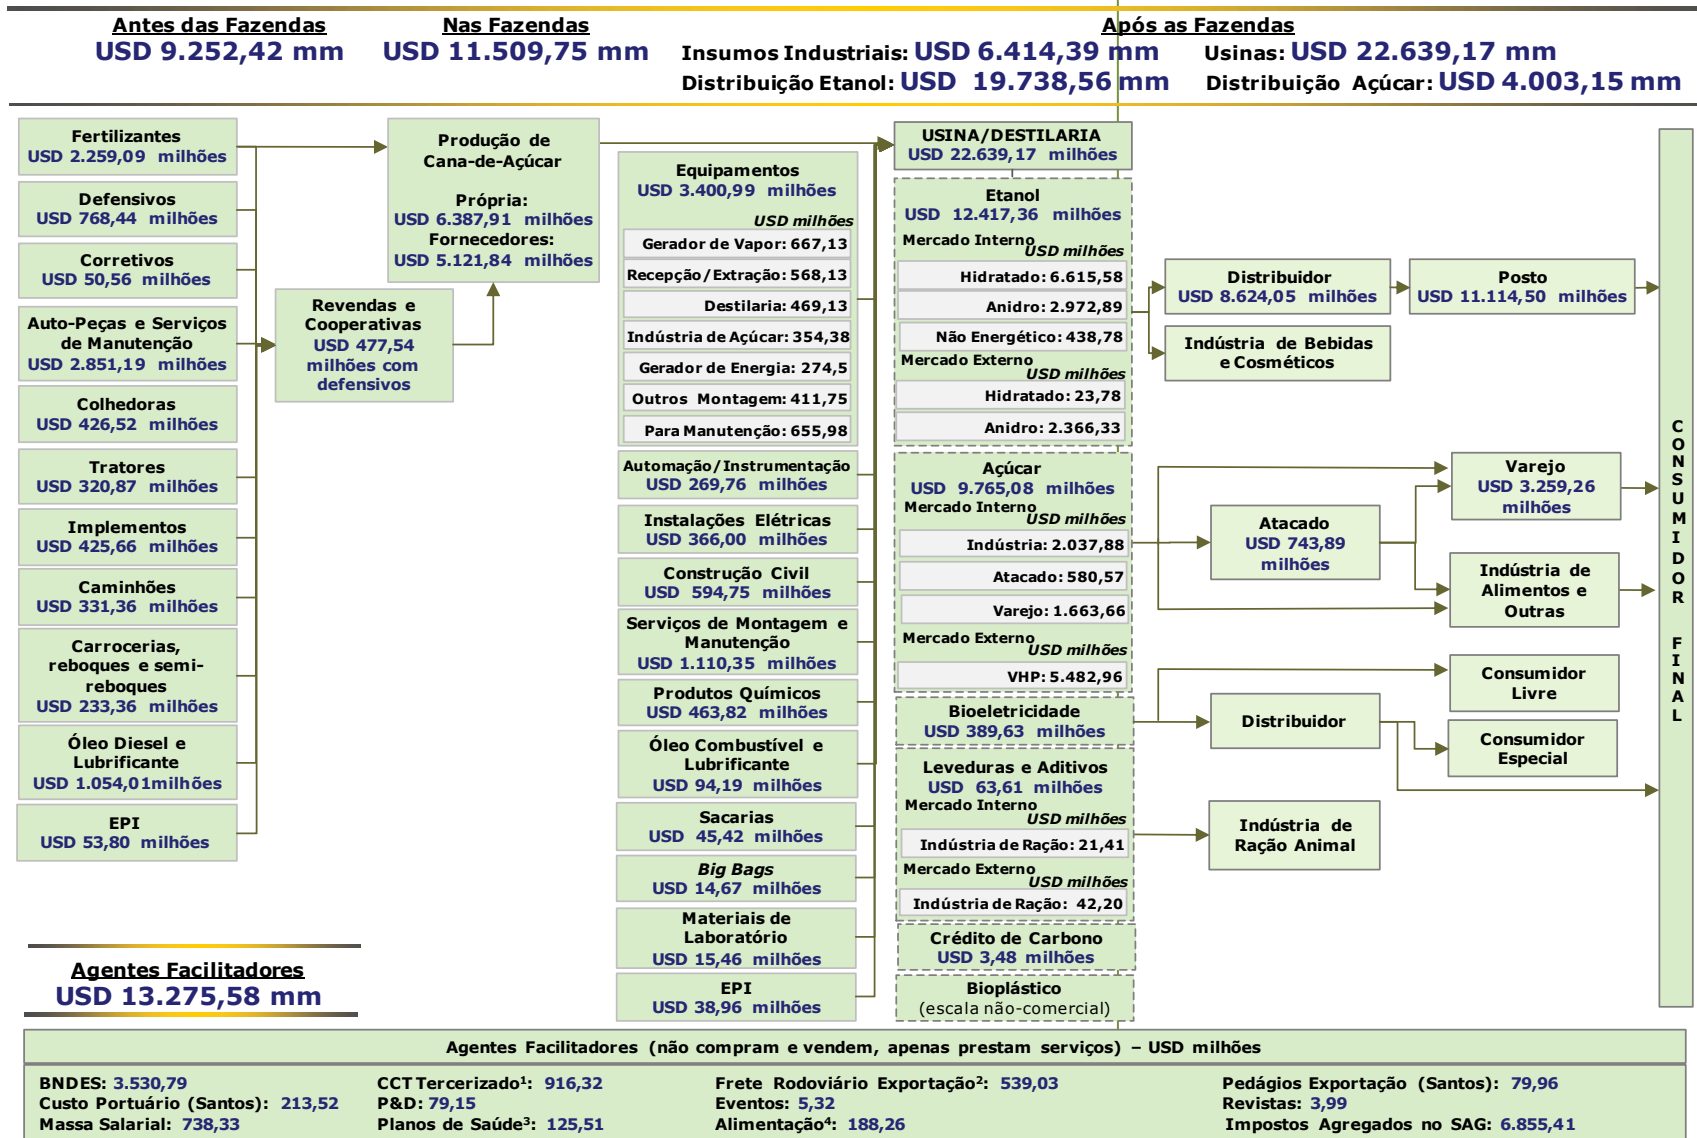 Antes das Fazendas
USD 9.252,42 mm
Nas Fazendas
USD 11.509,75 mm
Após as Fazendas
Insumos Industriais: USD 6.414,39 mm
Usinas: USD 22.639,17 mm
Distribuição Etanol: USD 19.738,56 mm
Distribuição Açúcar: USD 4.003,15 mm
Fertilizantes
USD 2.259,09 milhões
Defensivos
USD 768,44 milhões
Corretivos
USD 50,56 milhões
Auto-Peças e Serviços
de Manutenção
USD 2.851,19 milhões
Colhedoras
USD 426,52 milhões
Tratores
USD 320,87 milhões
Implementos
USD 425,66 milhões
Caminhões
USD 331,36 milhões
Carrocerias,
reboques e semi-
reboques
USD 233,36 milhões
Óleo Diesel e
Lubrificante
USD 1.054,01milhões
EPI
USD 53,80 milhões
Revendas e
Cooperativas
USD 477,54
milhões com
defensivos
Produção de
Cana-de-Açúcar
Própria:
USD 6.387,91 milhões
Fornecedores:
USD 5.121,84 milhões
Equipamentos
USD 3.400,99 milhões
USD milhões
Gerador de Vapor: 667,13
Recepção/Extração: 568,13
Destilaria: 469,13
Indústria de Açúcar: 354,38
Gerador de Energia: 274,5
Outros Montagem: 411,75
Para Manutenção: 655,98
Automação/Instrumentação
USD 269,76 milhões
Instalações Elétricas
USD 366,00 milhões
Construção Civil
USD 594,75 milhões
Serviços de Montagem e
Manutenção
USD 1.110,35 milhões
Produtos Químicos
USD 463,82 milhões
Óleo Combustível e
Lubrificante
USD 94,19 milhões
Sacarias
USD 45,42 milhões
Big Bags
USD 14,67 milhões
Materiais de
Laboratório
USD 15,46 milhões
EPI
USD 38,96 milhões
USINA/DESTILARIA
USD 22.639,17 milhões
Etanol
USD 12.417,36 milhões
Mercado Interno
USD milhões
Hidratado: 6.615,58
Anidro: 2.972,89
Não Energético: 438,78
Mercado Externo
USD milhões
Hidratado: 23,78
Anidro: 2.366,33
Açúcar
USD 9.765,08 milhões
Mercado Interno
USD milhões
Indústria: 2.037,88
Atacado: 580,57
Varejo: 1.663,66
Mercado Externo
USD milhões
VHP: 5.482,96
Bioeletricidade
USD 389,63 milhões
Leveduras e Aditivos
USD 63,61 milhões
Mercado Interno
USD milhões
Indústria de Ração: 21,41
Mercado Externo
USD milhões
Indústria de Ração: 42,20
Crédito de Carbono
USD 3,48 milhões
Bioplástico
(escala não-comercial)
Distribuidor
USD 8.624,05 milhões
Posto
USD 11.114,50 milhões
Indústria de Bebidas
e Cosméticos
Atacado
USD 743,89
milhões
Varejo
USD 3.259,26
milhões
Indústria de
Alimentos e
Outras
Distribuidor
Consumidor
Livre
Consumidor
Especial
Indústria de
Ração Animal
CONSUMIDOR FINAL
Agentes Facilitadores
USD 13.275,58 mm
Agentes Facilitadores (não compram e vendem, apenas prestam serviços) – USD milhões
BNDES: 3.530,79
CCT Tercerizado¹: 916,32
Frete Rodoviário Exportação²: 539,03
Pedágios Exportação (Santos): 79,96
Custo Portuário (Santos): 213,52
P&D: 79,15
Eventos: 5,32
Revistas: 3,99
Massa Salarial: 738,33
Planos de Saúde³: 125,51
Alimentação⁴: 188,26
Impostos Agregados no SAG: 6.855,41